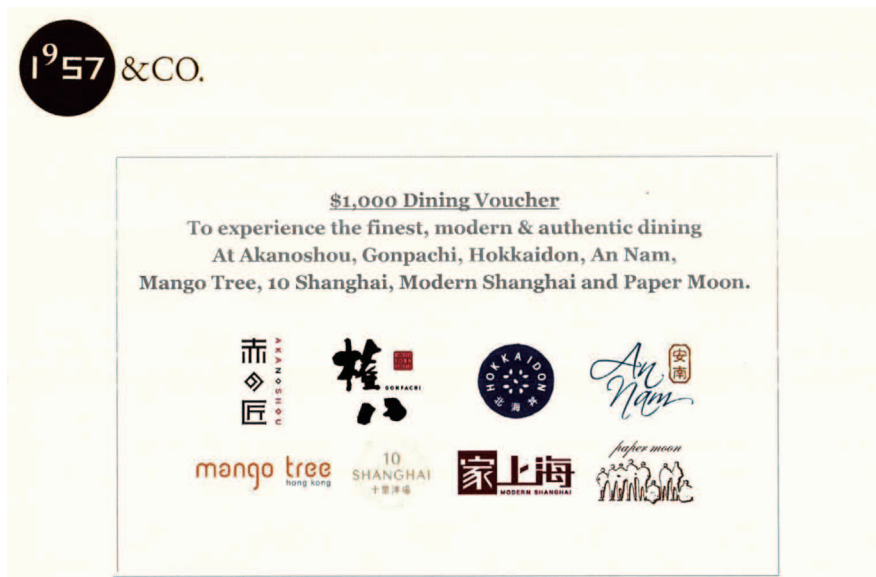 1957 &CO.
$1,000 Dining Voucher
To experience the finest, modern & authentic dining
At Akanoshou, Gonpachi, Hokkaidon, An Nam,
Mango Tree, 10 Shanghai, Modern Shanghai and Paper Moon.
赤の匠
AKANOSHOU
権八
GONPACHI
HOKKAIDON
北海丼
An Nam
安南
mango tree
hong kong
10
SHANGHAI
十里洋場
家上海
MODERN SHANGHAI
paper moon